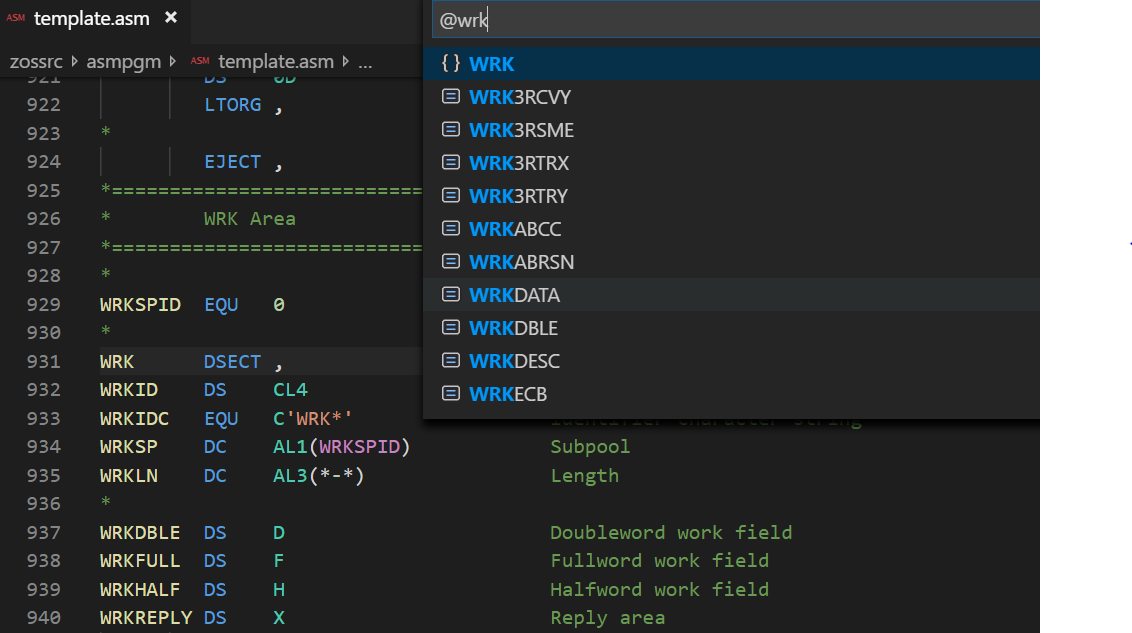 ASM template.asm ×
@wrk
zossrc asmpgm ASM template.asm ...
{} WRK
WRK3RCVY
WRK3RSME
WRK3RTRX
WRK3RTRY
WRKABCC
WRKABRSN
WRKDATA
WRKDBLE
WRKDESC
WRKECB
921 DS 0D
922 LTORG ,
923 *
924 EJECT ,
925 *============================
926 * WRK Area
927 *============================
928 *
929 WRKSPID EQU 0
930 *
931 WRK DSECT ,
932 WRKID DS CL4
933 WRKIDC EQU C'WRK*' Identifier character string
934 WRKSP DC AL1(WRKSPID) Subpool
935 WRKLN DC AL3(*-*) Length
936 *
937 WRKDBLE DS D Doubleword work field
938 WRKFULL DS F Fullword work field
939 WRKHALF DS H Halfword work field
940 WRKREPLY DS X Reply area